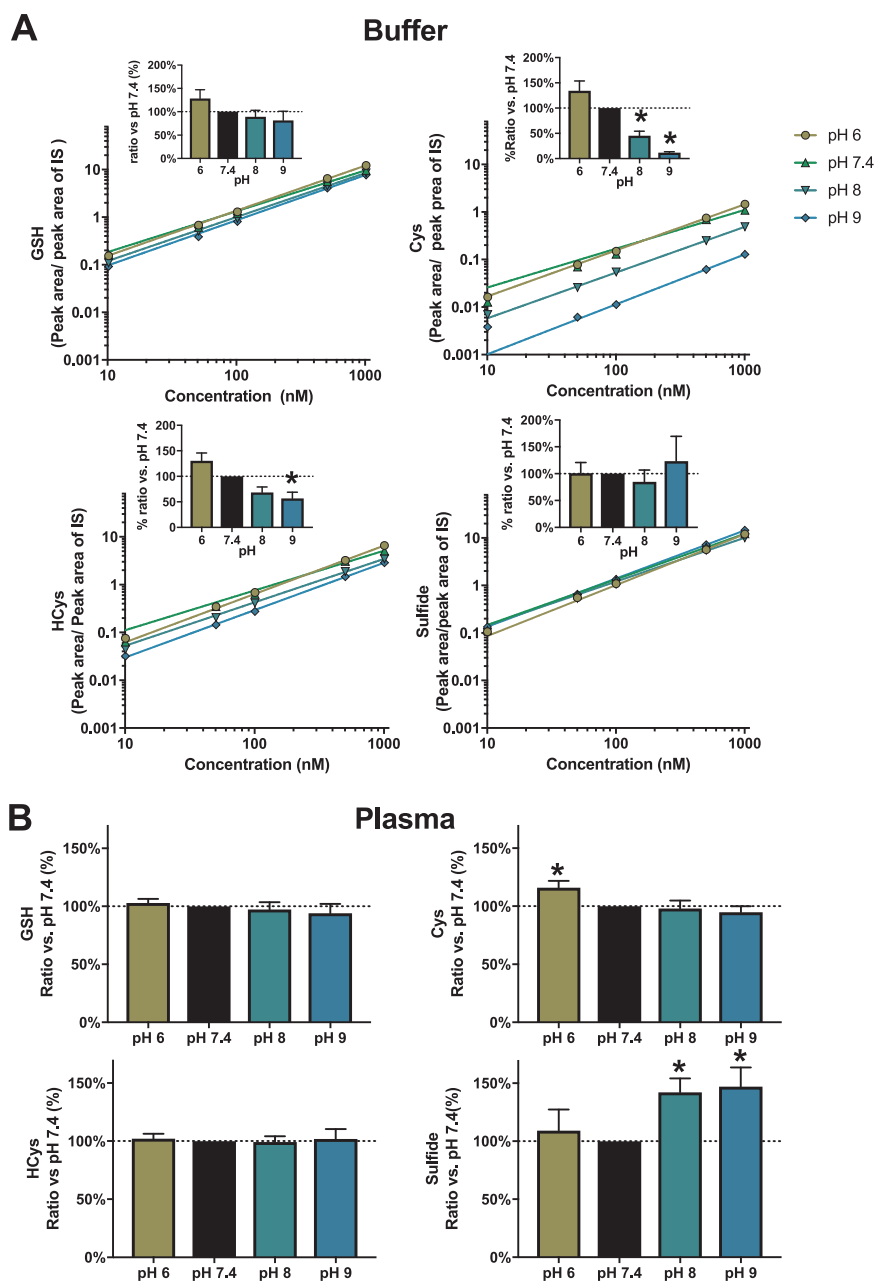 A
Buffer
ratio vs pH 7.4 (%)
200%
150%
100%
50%
0%
6 7.4 8 9
pH
GSH
(Peak area/ peak area of IS )
10
1
0.1
0.01
0.001
10 100 1000
Concentration (nM)
%Ratio vs. pH 7.4
200%
150%
100%
50%
0%
* *
6 7.4 8 9
pH
Cys
(Peak area/ peak prea of IS)
10
1
0.1
0.01
0.001
10 100 1000
Concentration (nM)
pH 6
pH 7.4
pH 8
pH 9
% ratio vs. pH 7.4
200
150
100
50
0
*
6 7.4 8 9
pH
HCys
(Peak area/ Peak area of IS)
10
1
0.1
0.01
0.001
10 100 1000
Concentration (nM)
% ratio vs. pH 7.4
200%
150%
100%
50%
0%
6 7.4 8 9
pH
Sulfide
(Peak area/peak area of IS)
10
1
0.1
0.01
0.001
10 100 1000
Concentration (nM)
B
Plasma
GSH
Ratio vs. pH 7.4 (%)
150%
100%
50%
0%
pH 6 pH 7.4 pH 8 pH 9
Cys
Ratio vs. pH 7.4 (%)
150%
100%
50%
0%
*
pH 6 pH 7.4 pH 8 pH 9
HCys
Ratio vs pH 7.4 (%)
150%
100%
50%
0%
pH 6 pH 7.4 pH 8 pH 9
Sulfide
Ratio vs. pH 7.4(%)
150%
100%
50%
0%
* *
pH 6 pH 7.4 pH 8 pH 9